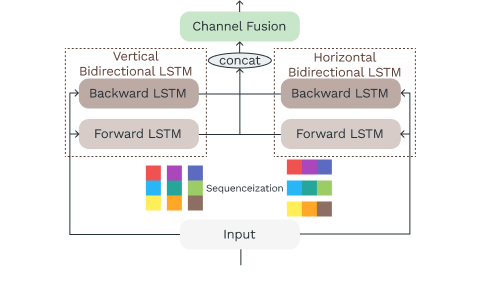 Channel Fusion
concat
Vertical
Bidirectional LSTM
Horizontal
Bidirectional LSTM
Backward LSTM
Backward LSTM
Forward LSTM
Forward LSTM
Sequenceization
Input